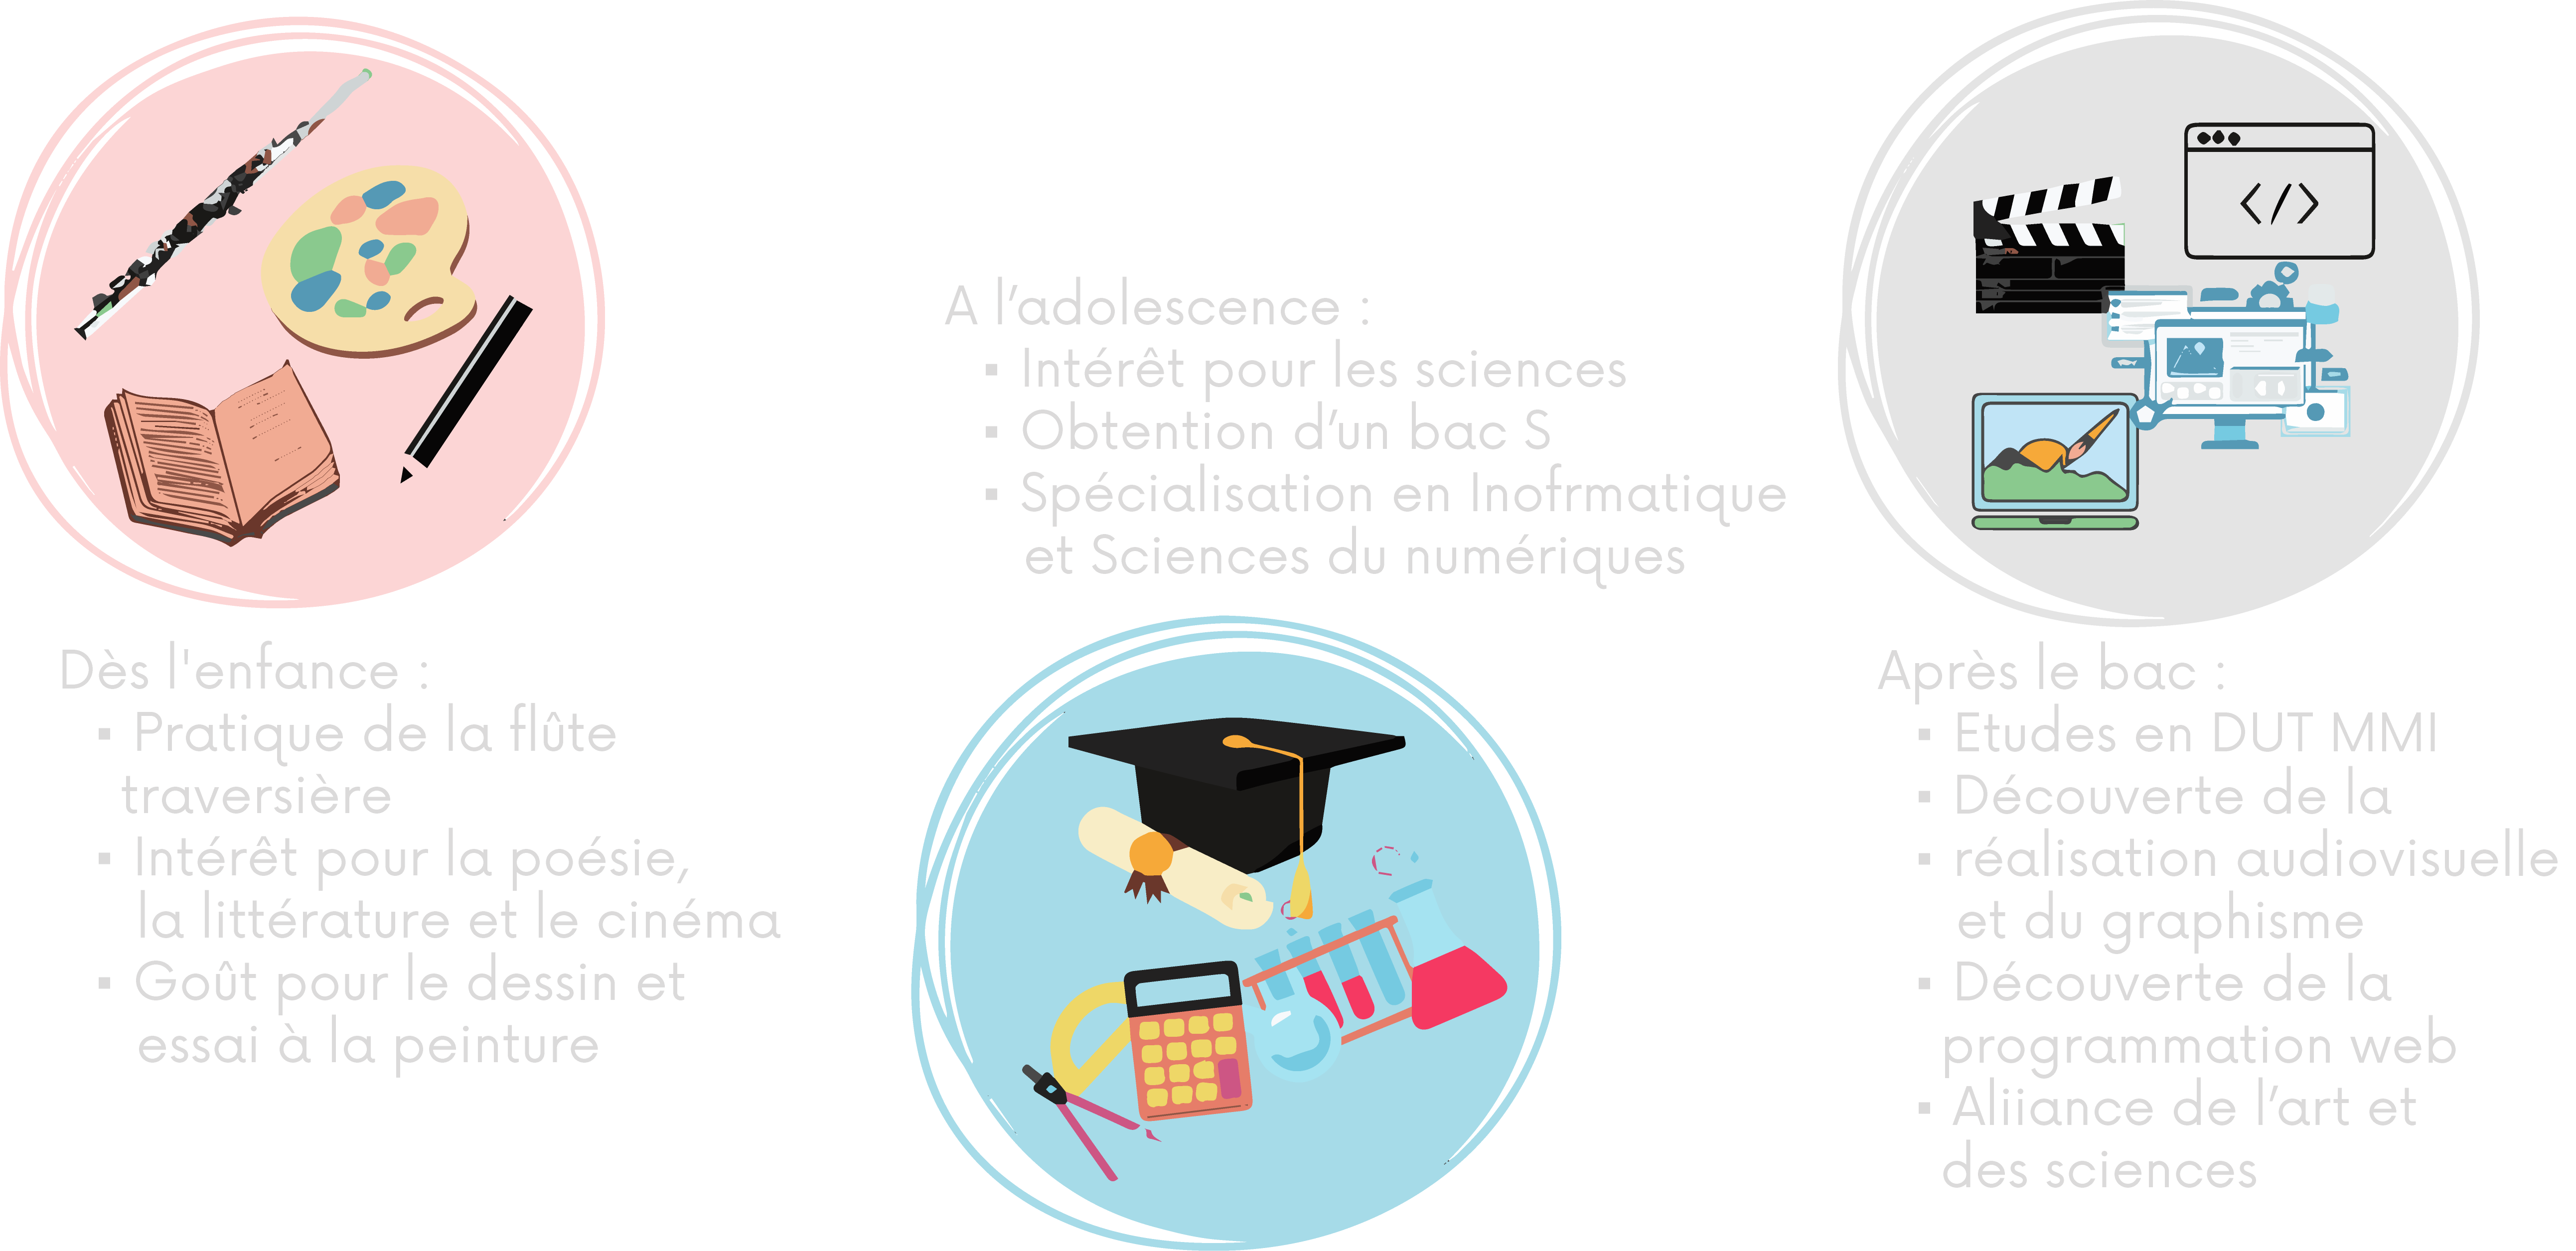 Dès l'enfance :
▪ Pratique de la flûte
traversière
▪ Intérêt pour la poésie,
la littérature et le cinéma
▪ Goût pour le dessin et
essai à la peinture
A l’adolescence :
▪ Intérêt pour les sciences
▪ Obtention d’un bac S
▪ Spécialisation en Inofrmatique
et Sciences du numériques
</>
Après le bac :
▪ Etudes en DUT MMI
▪ Découverte de la
▪ réalisation audiovisuelle
et du graphisme
▪ Découverte de la
programmation web
▪ Aliiance de l’art et
des sciences